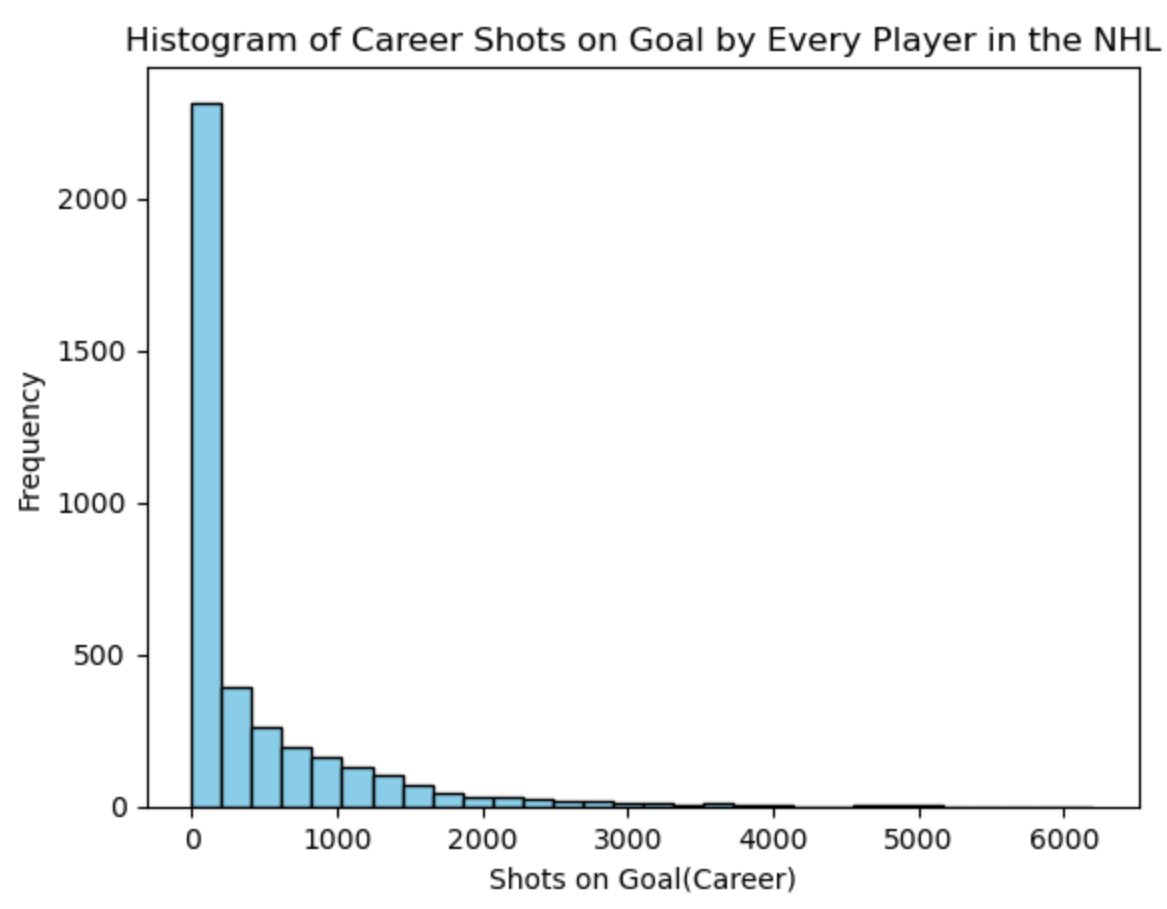 Histogram of Career Shots on Goal by Every Player in the NHL
2000
1500
1000
500
0
Frequency
0 1000 2000 3000 4000 5000 6000
Shots on Goal(Career)